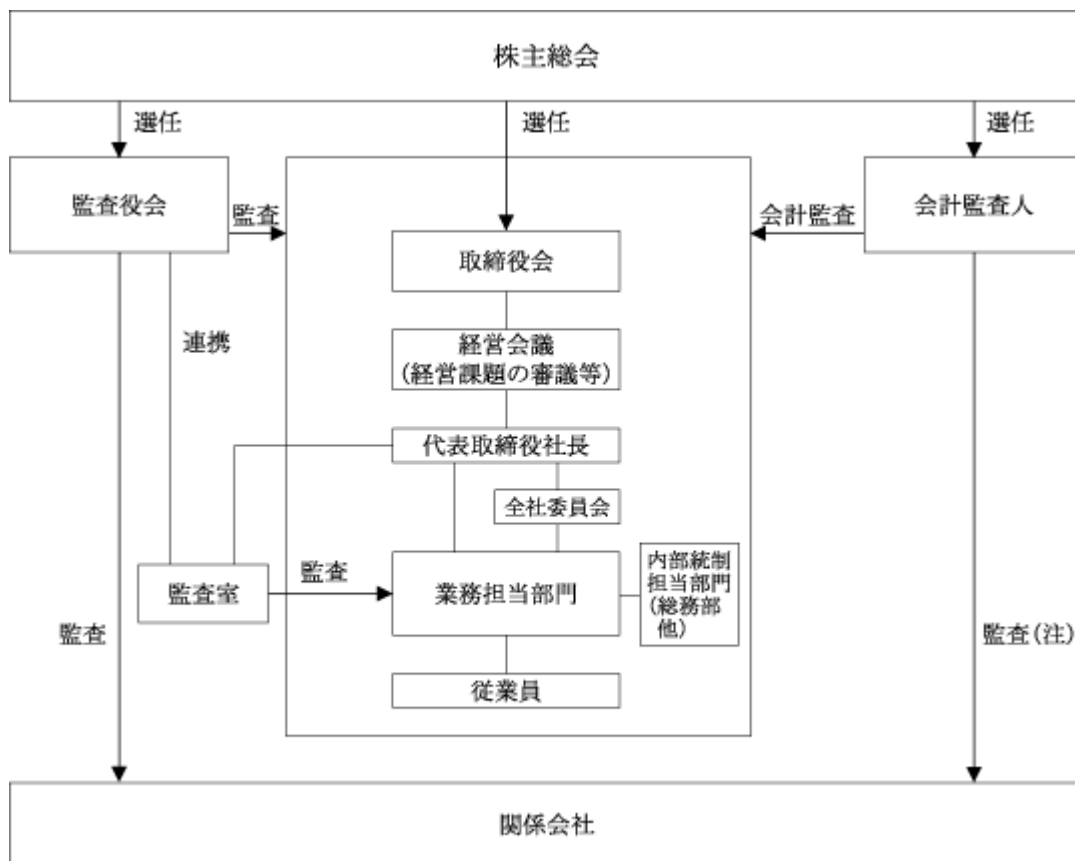 株主総会
選任
選任
選任
監査役会
監査
会計監査
会計監査人
取締役会
連携
経営会議
(経営課題の審議等)
代表取締役社長
全社委員会
監査室
監査
業務担当部門
内部統制
担当部門
(総務部
他)
監査
監査(注)
従業員
関係会社